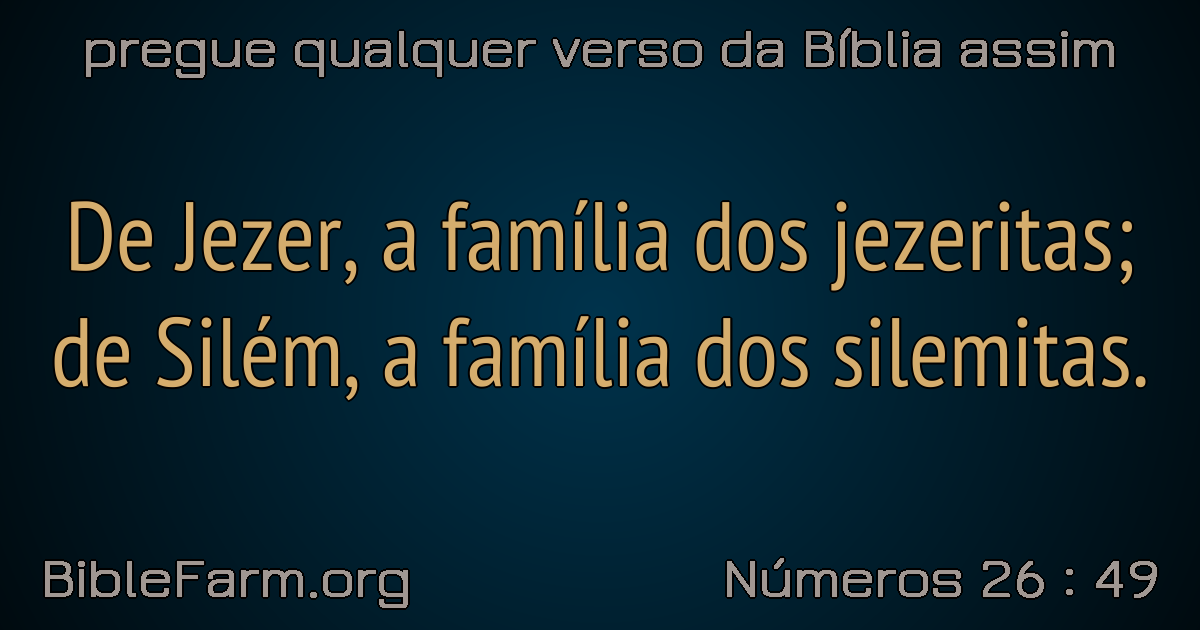 pregue qualquer verso da Bíblia assim
De Jezer, a família dos jezeritas;
de Silém, a família dos silemitas.
BibleFarm.org
Números 26 : 49